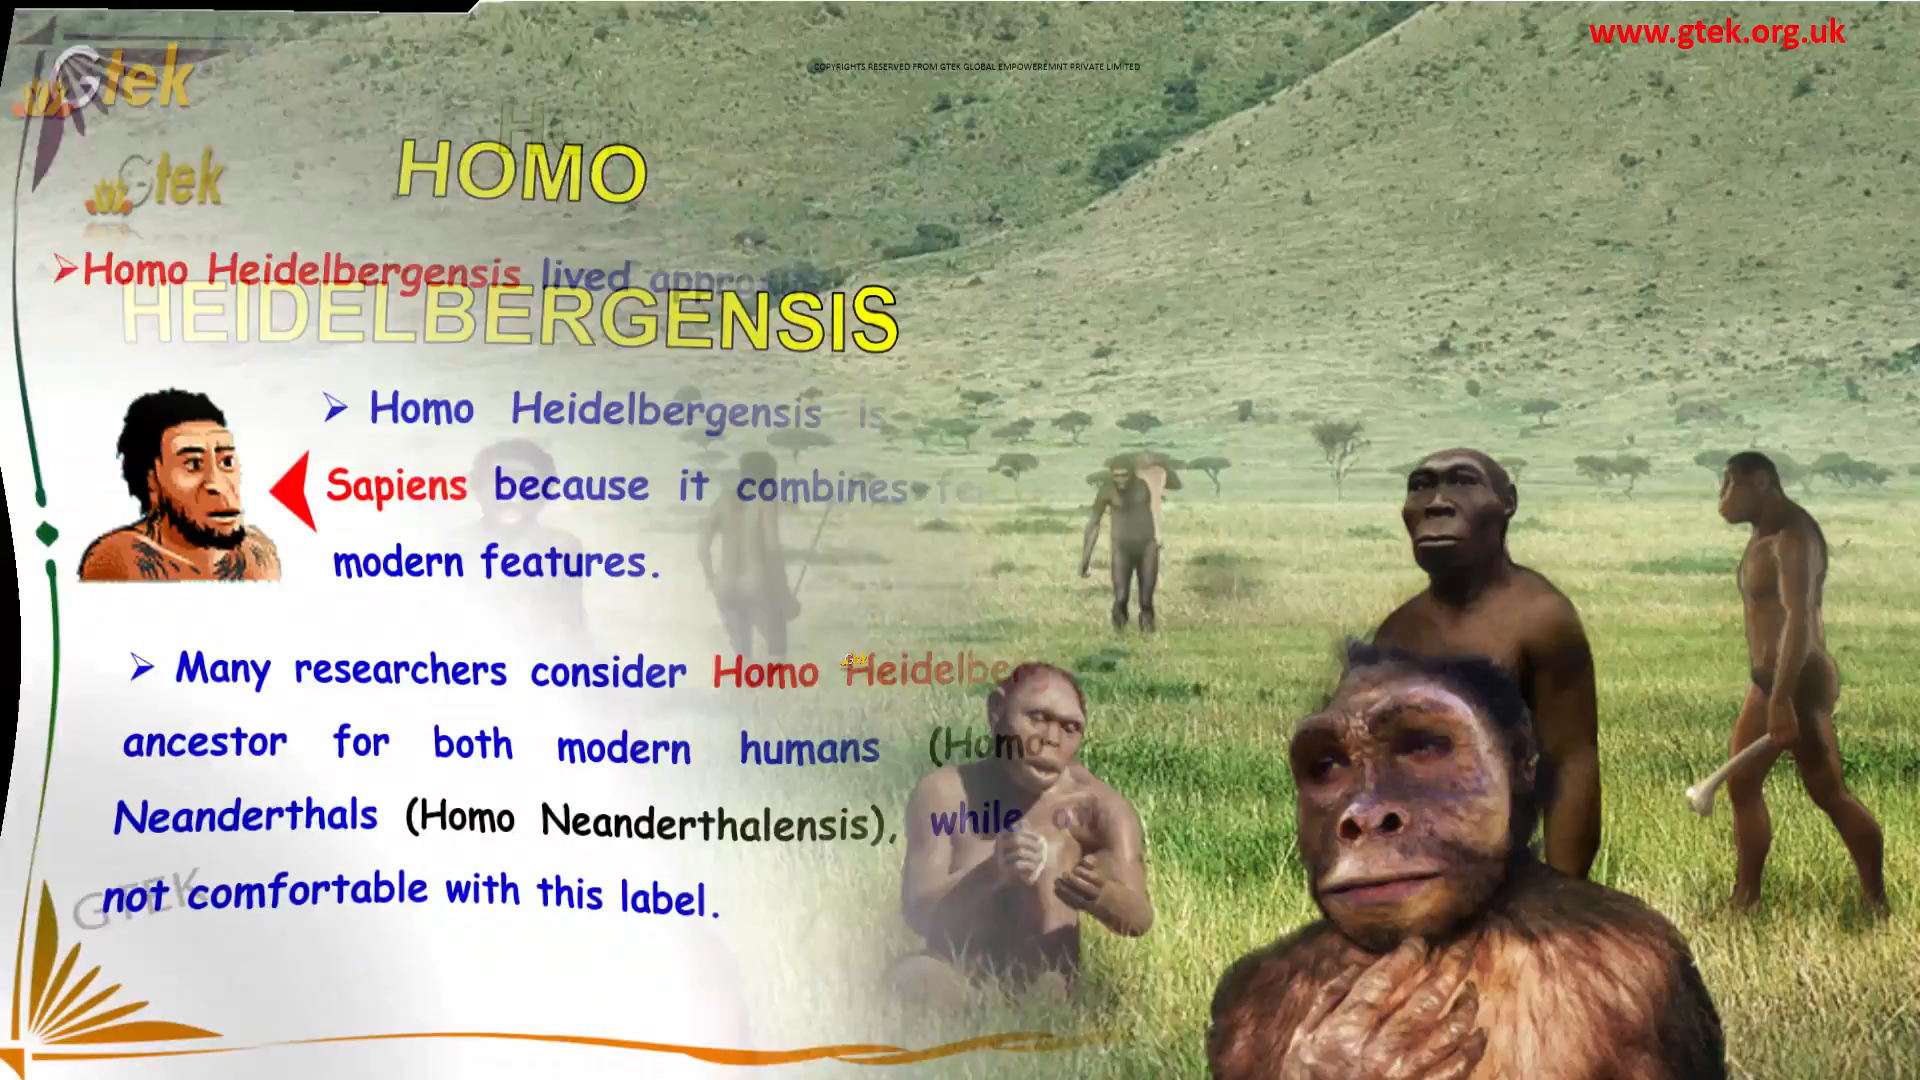 www.gtek.org.uk
Gtek
COPYRIGHTS RESERVED FROM GTEK GLOBAL EMPOWEREMNT PRIVATE LIMITED
HOMO
Gtek
➢Homo Heidelbergensis lived
HEIDELBERGENSIS
➢ Homo Heidelbergensis is
Sapiens because it combines
modern features.
➢ Many researchers consider Homo
ancestor for both modern humans (Homo
Neanderthals (Homo Neanderthalensis), while
not comfortable with this label.
GTEK